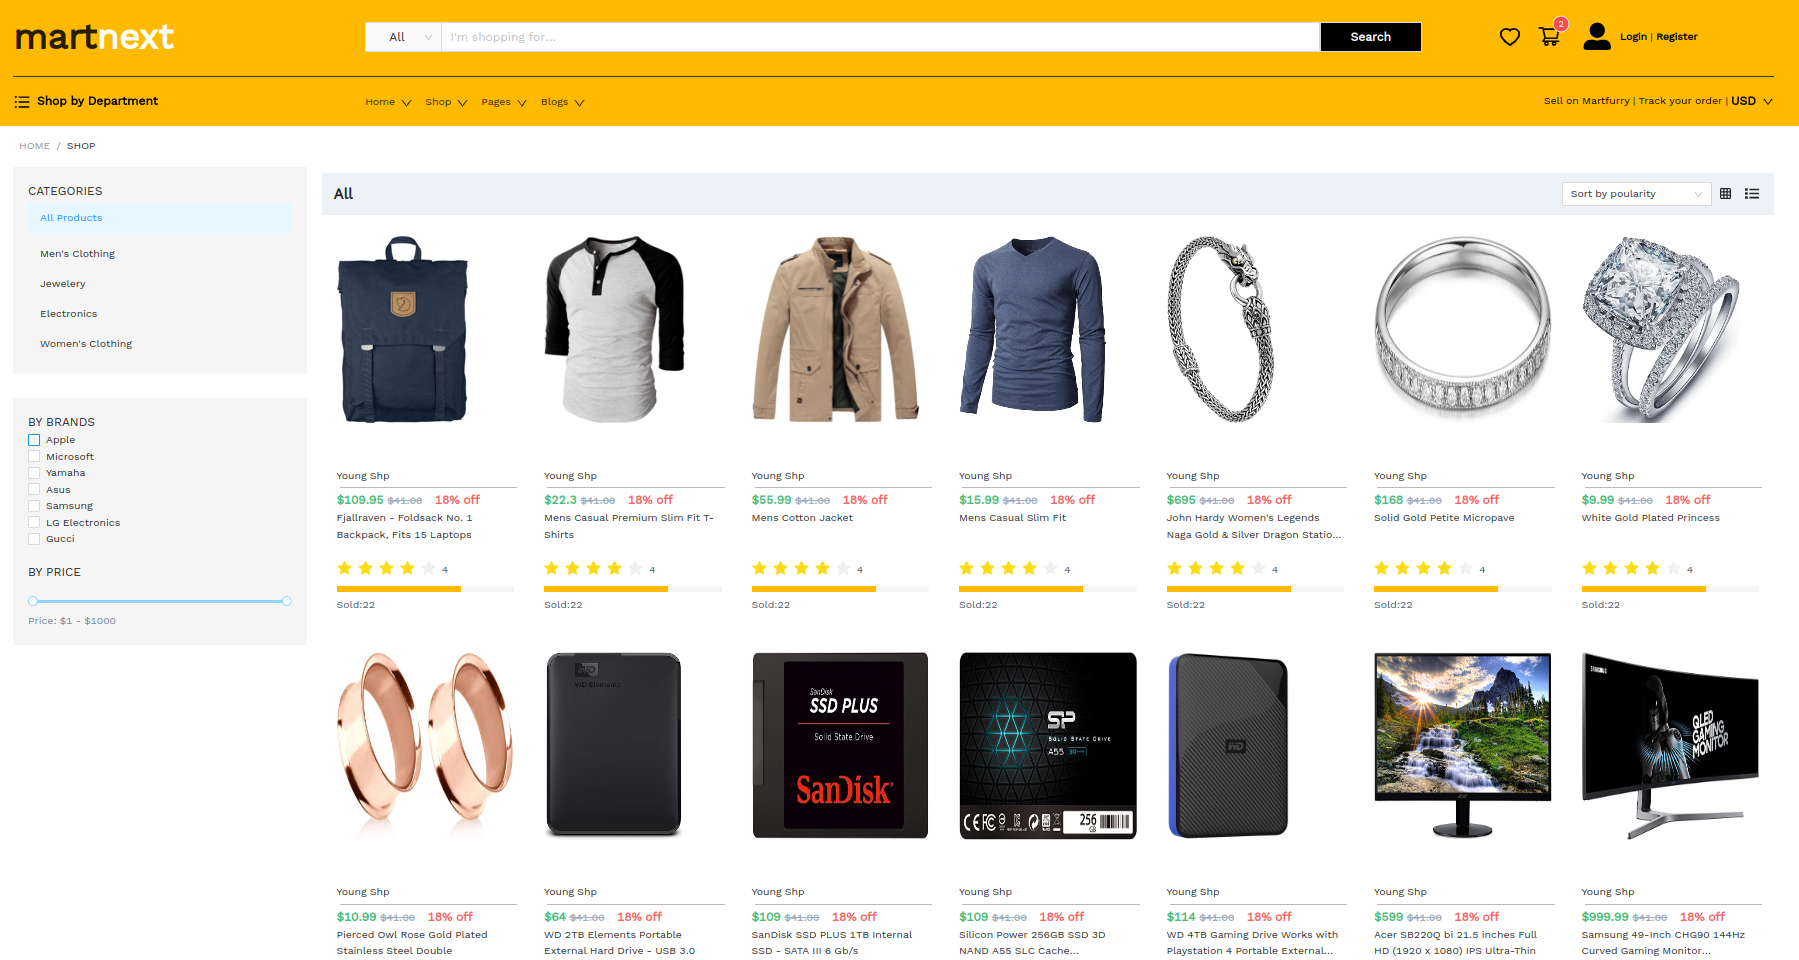 martnext
All
I'm shopping for...
Search
2
Login | Register
Shop by Department
Home
Shop
Pages
Blogs
Sell on Martfurry | Track your order | USD
HOME / SHOP
CATEGORIES
All Products
Men's Clothing
Jewelery
Electronics
Women's Clothing
BY BRANDS
Apple
Microsoft
Yamaha
Asus
Samsung
LG Electronics
Gucci
BY PRICE
Price: $1 - $1000
All
Sort by poularity
Young Shp
$109.95 $41.00 18% off
Fjallraven - Foldsack No. 1
Backpack, Fits 15 Laptops
4
Sold:22
Young Shp
$22.3 $41.00 18% off
Mens Casual Premium Slim Fit T-
Shirts
4
Sold:22
Young Shp
$55.99 $41.00 18% off
Mens Cotton Jacket
4
Sold:22
Young Shp
$15.99 $41.00 18% off
Mens Casual Slim Fit
4
Sold:22
Young Shp
$695 $41.00 18% off
John Hardy Women's Legends
Naga Gold & Silver Dragon Statio...
4
Sold:22
Young Shp
$168 $41.00 18% off
Solid Gold Petite Micropave
4
Sold:22
Young Shp
$9.99 $41.00 18% off
White Gold Plated Princess
4
Sold:22
Young Shp
$10.99 $41.00 18% off
Pierced Owl Rose Gold Plated
Stainless Steel Double
WD
WD Elements
Young Shp
$64 $41.00 18% off
WD 2TB Elements Portable
External Hard Drive - USB 3.0
SanDisk
SSD PLUS
Solid State Drive
SanDisk
Young Shp
$109 $41.00 18% off
SanDisk SSD PLUS 1TB Internal
SSD - SATA III 6 Gb/s
SP
SOLID STATE DRIVE
A55
256
GB
Young Shp
$109 $41.00 18% off
Silicon Power 256GB SSD 3D
NAND A55 SLC Cache...
WD
Young Shp
$114 $41.00 18% off
WD 4TB Gaming Drive Works with
Playstation 4 Portable External...
acer
Young Shp
$599 $41.00 18% off
Acer SB220Q bi 21.5 inches Full
HD (1920 x 1080) IPS Ultra-Thin
SAMSUNG
QLED
GAMING
MONITOR
Young Shp
$999.99 $41.00 18% off
Samsung 49-Inch CHG90 144Hz
Curved Gaming Monitor...